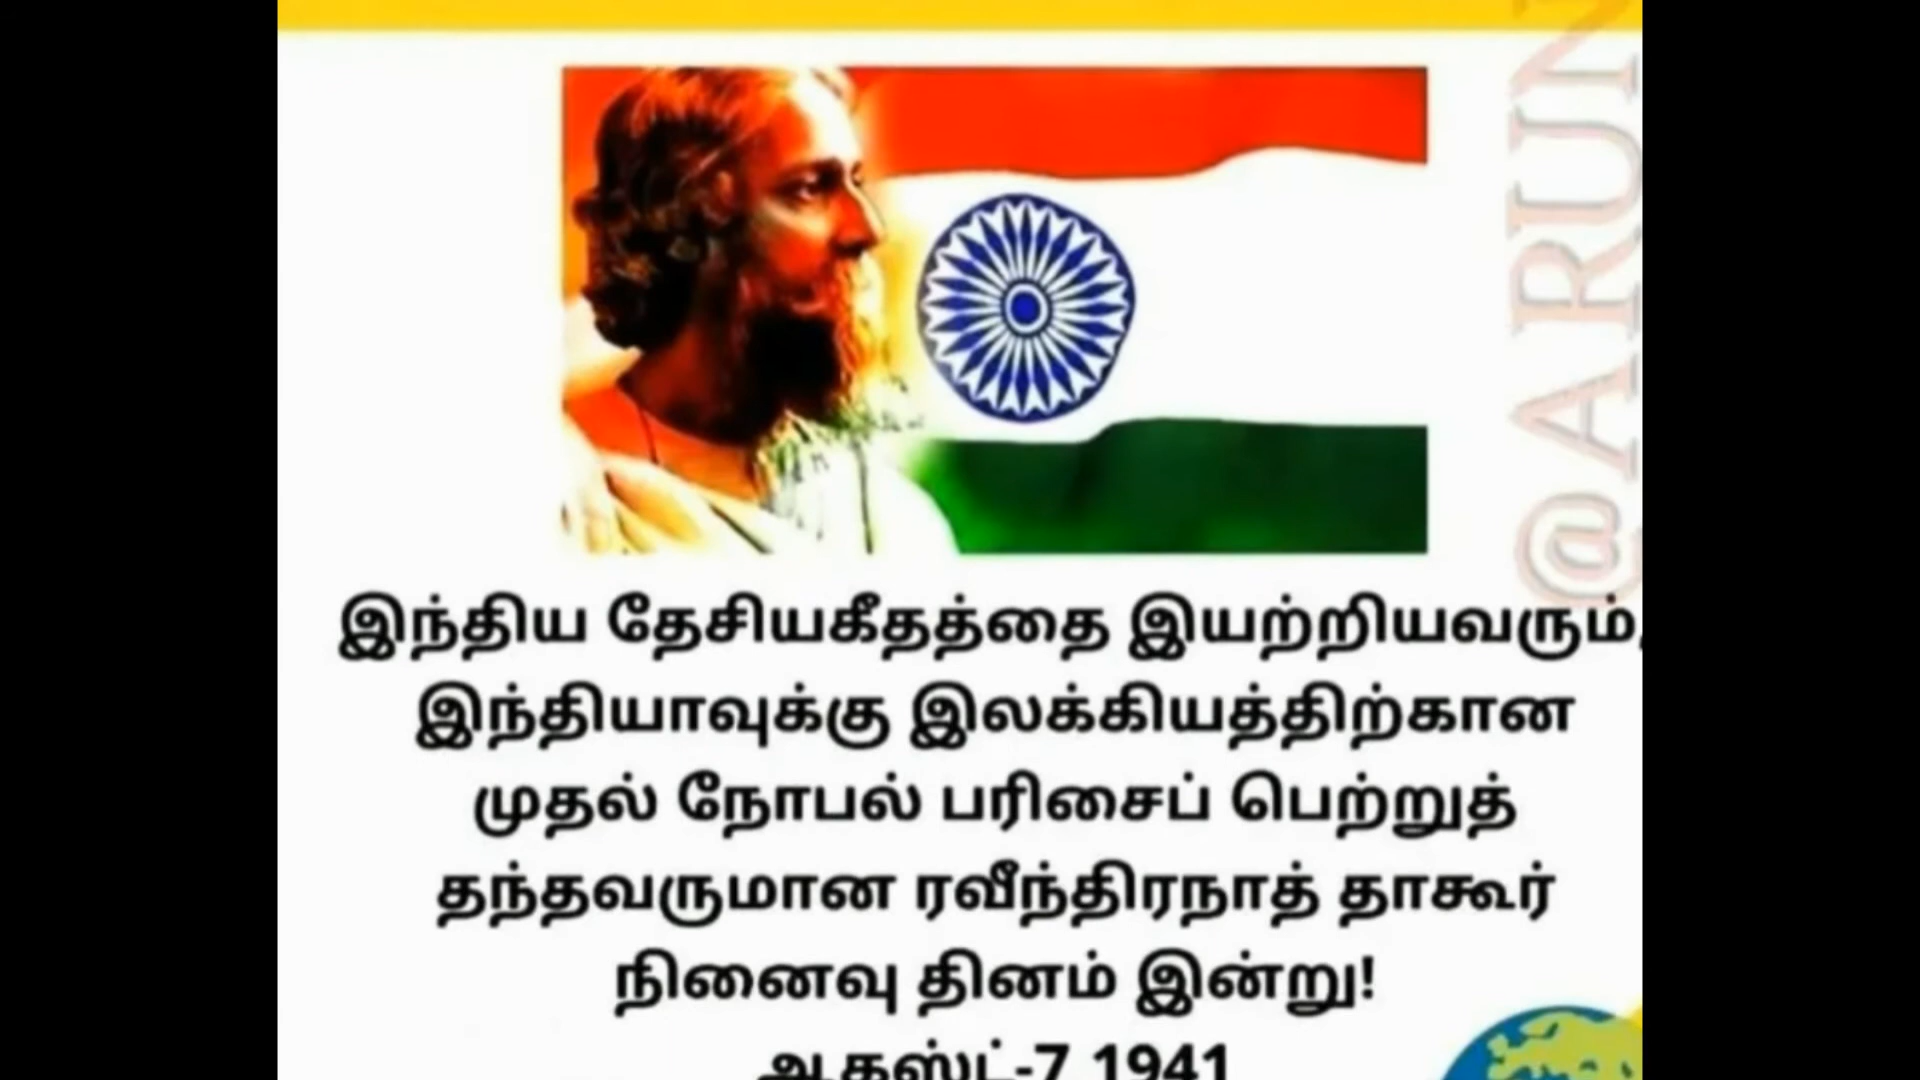 @ARUN
இந்திய தேசியகீதத்தை இயற்றியவரும்,
இந்தியாவுக்கு இலக்கியத்திற்கான
முதல் நோபல் பரிசைப் பெற்றுத்
தந்தவருமான ரவீந்திரநாத் தாகூர்
நினைவு தினம் இன்று!
ஆகஸ்ட்-7 1941